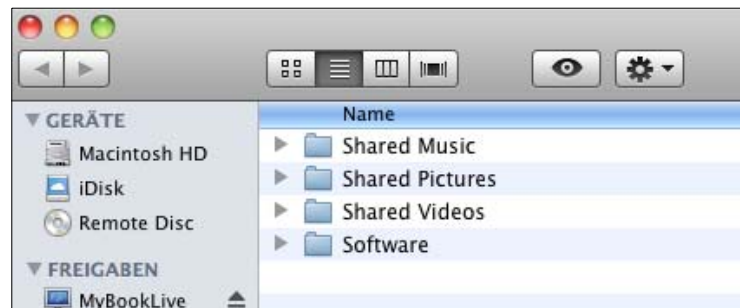 GERÄTE
Macintosh HD
iDisk
Remote Disc
FREIGABEN
MyBookLive
Name
Shared Music
Shared Pictures
Shared Videos
Software